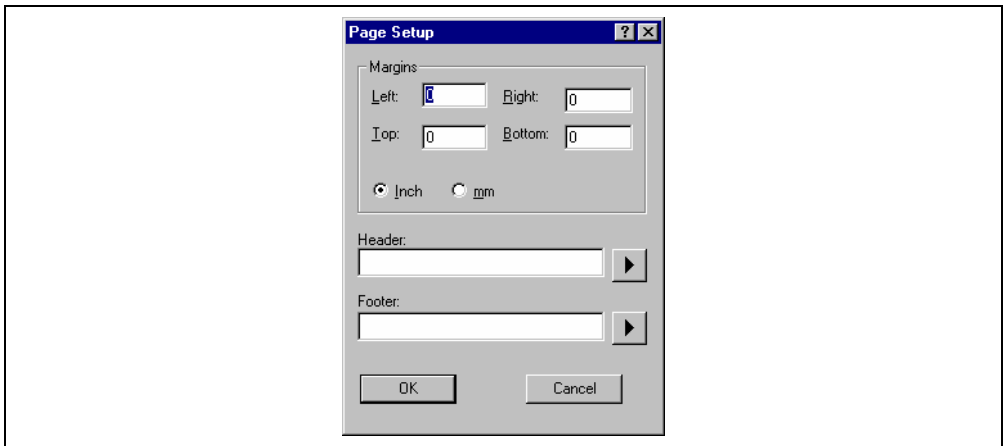 Page Setup
Margins
Left: 0 Right: 0
Top: 0 Bottom: 0
Inch mm
Header:
Footer:
OK Cancel